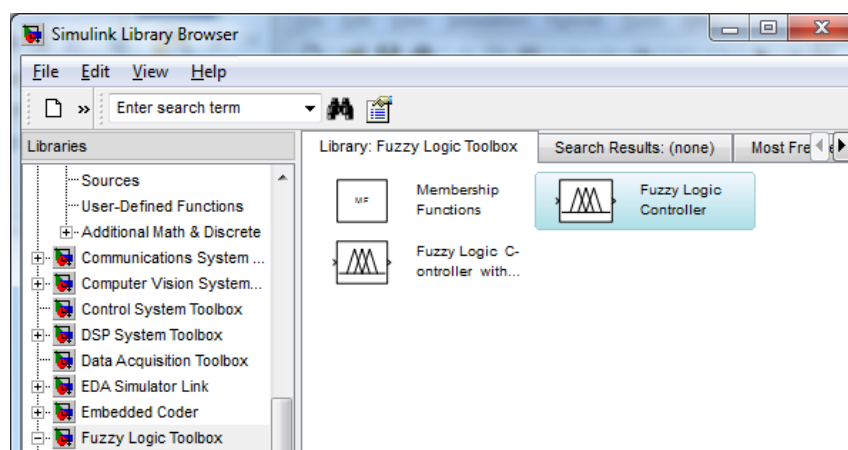 Simulink Library Browser
File Edit View Help
» Enter search term
Libraries
Library: Fuzzy Logic Toolbox Search Results: (none) Most Fre
Sources
User-Defined Functions
Additional Math & Discrete
Communications System ...
Computer Vision System...
Control System Toolbox
DSP System Toolbox
Data Acquisition Toolbox
EDA Simulator Link
Embedded Coder
Fuzzy Logic Toolbox
MF
Membership
Functions
Fuzzy Logic
Controller
Fuzzy Logic C-
ontroller with...